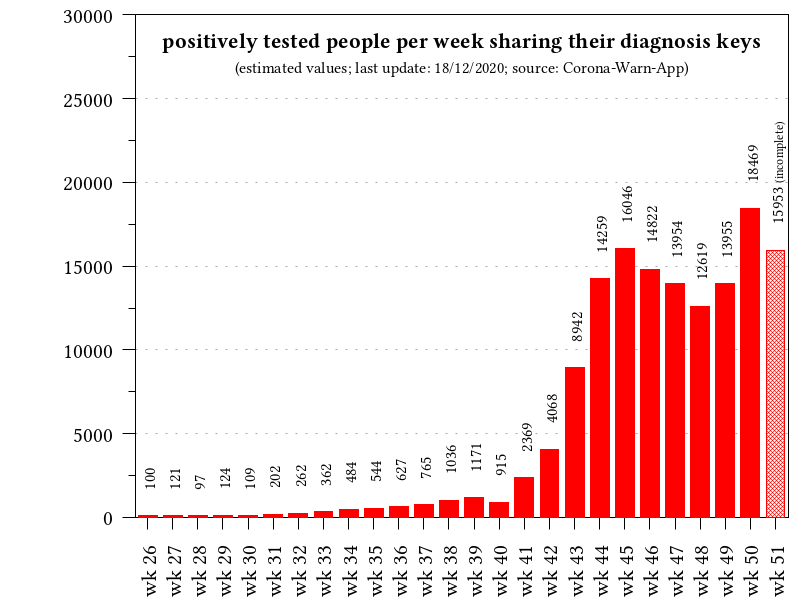 positively tested people per week sharing their diagnosis keys
(estimated values; last update: 18/12/2020; source: Corona-Warn-App)
30000
25000
20000
15000
10000
5000
0
100
121
97
124
109
202
262
362
484
544
627
765
1036
1171
915
2369
4068
8942
14259
16046
14822
13954
12619
13955
18469
15953 (incomplete)
wk 26
wk 27
wk 28
wk 29
wk 30
wk 31
wk 32
wk 33
wk 34
wk 35
wk 36
wk 37
wk 38
wk 39
wk 40
wk 41
wk 42
wk 43
wk 44
wk 45
wk 46
wk 47
wk 48
wk 49
wk 50
wk 51